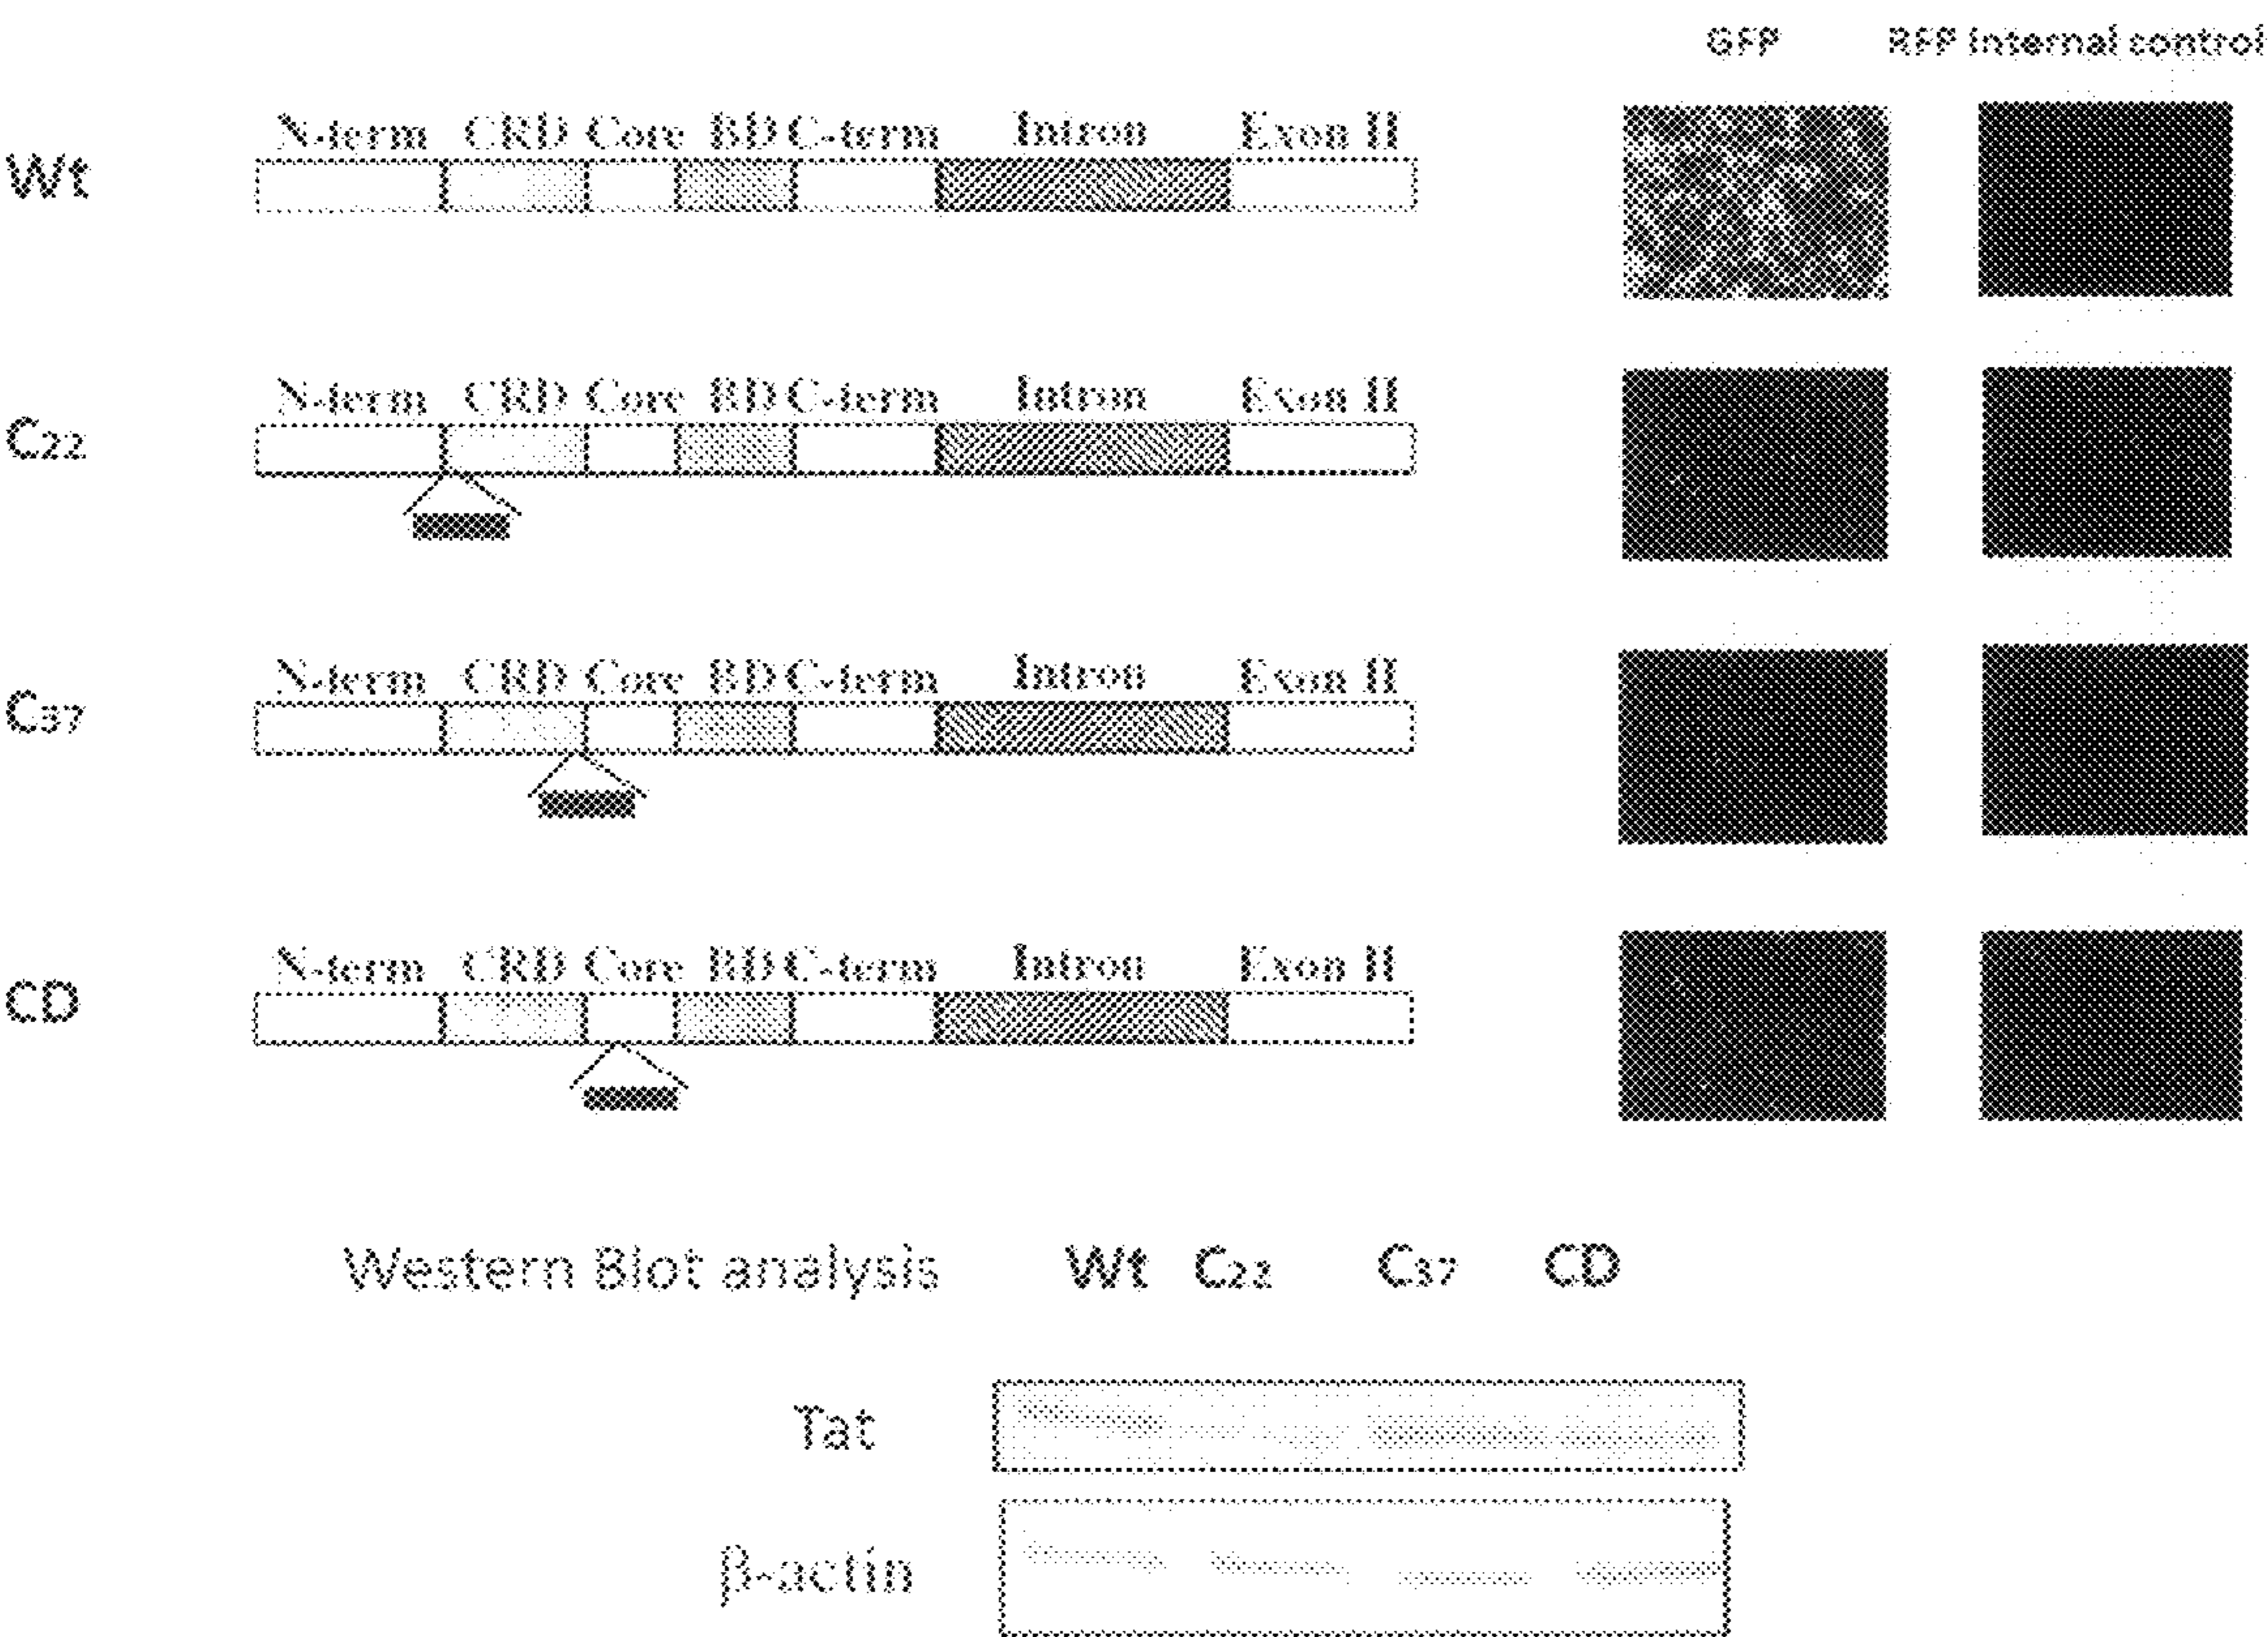 GFP RFP Internal control
N-term CRD Core BD C-term Intron Exon II
Wt
N-term CRD Core BD C-term Intron Exon II
C22
N-term CRD Core BD C-term Intron Exon II
C37
N-term CRD Core BD C-term Intron Exon II
CD
Western Blot analysis Wt C22 C37 CD
Tat
β-actin